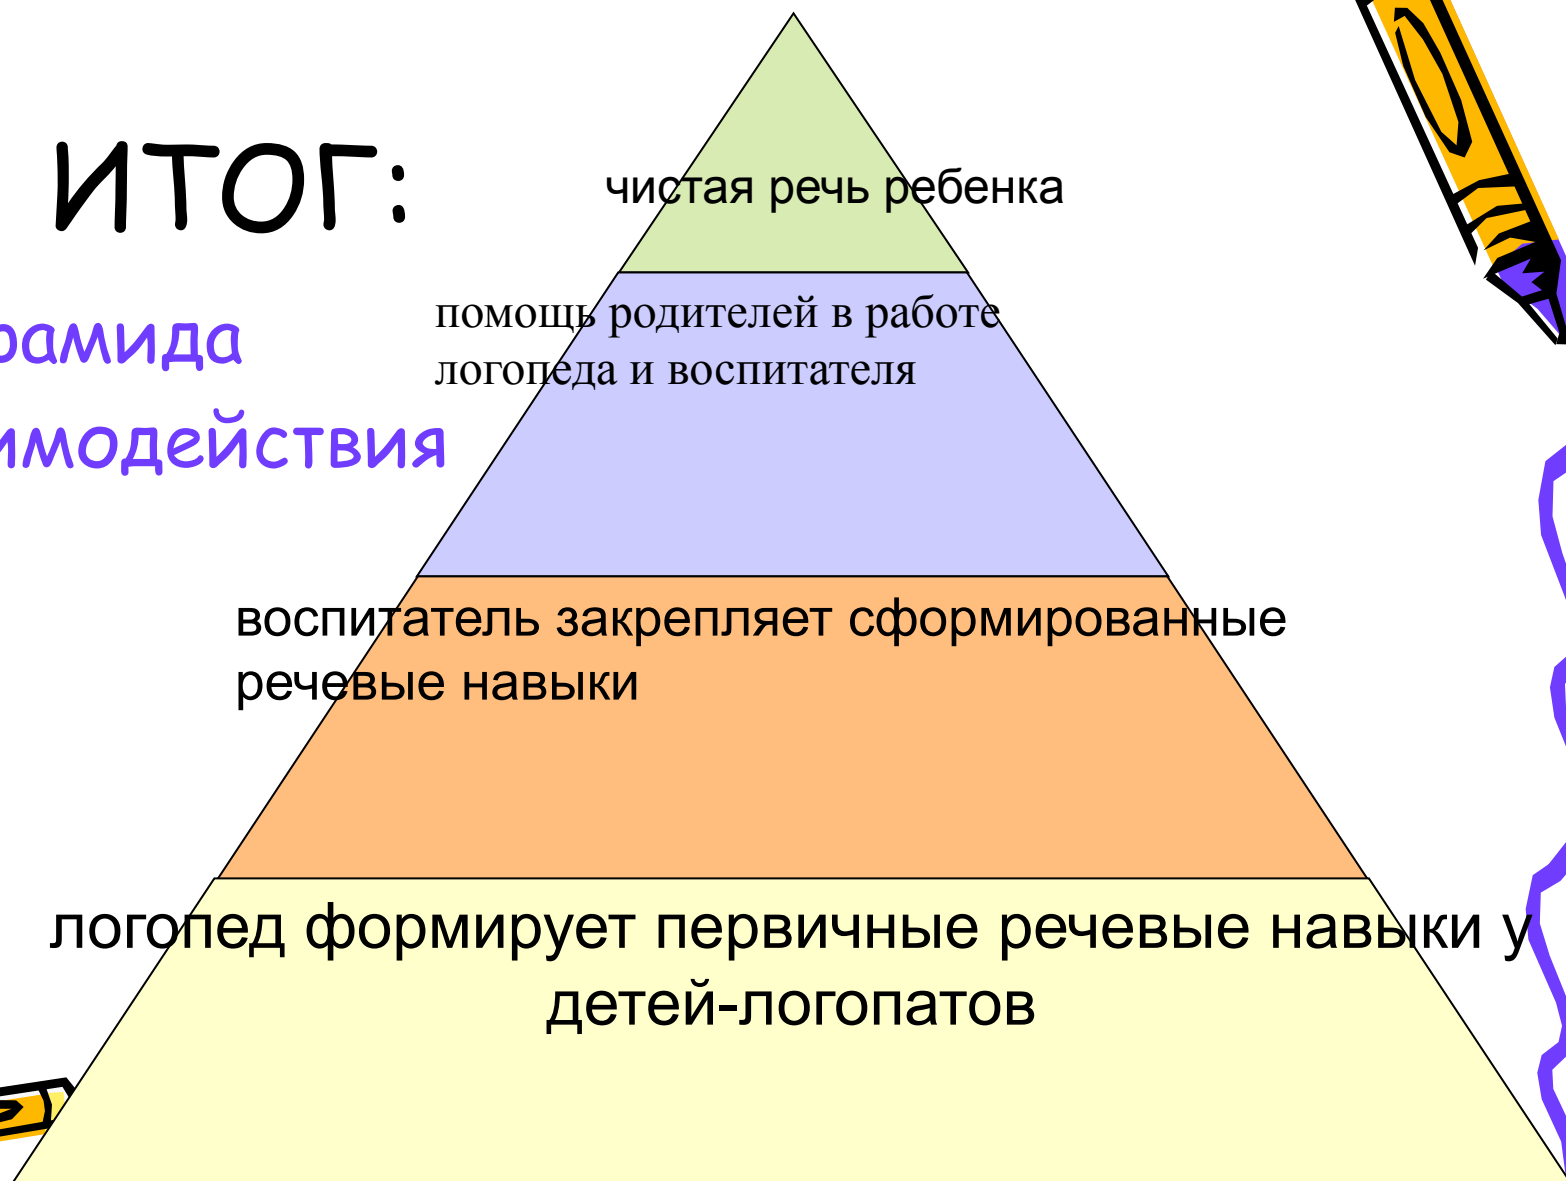 ИТОГ:
рамида
имодействия
чистая речь ребенка
помощь родителей в работе
логопеда и воспитателя
воспитатель закрепляет сформированные
речевые навыки
логопед формирует первичные речевые навыки у
детей-логопатов